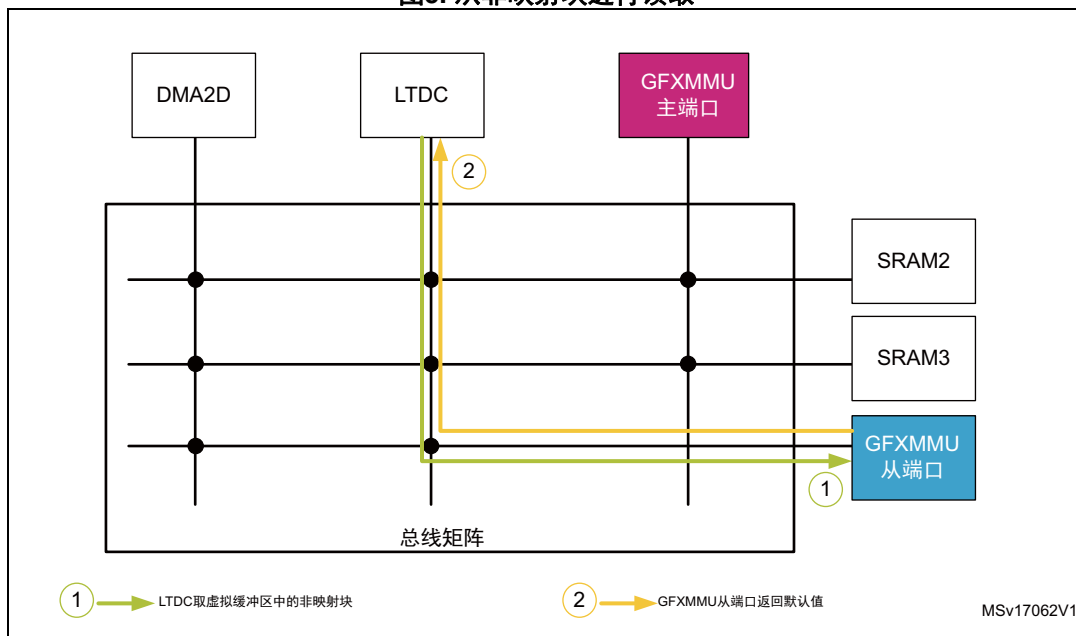 DMA2D
LTDC
GFXMMU
主端口
2
SRAM2
SRAM3
GFXMMU
从端口
1
总线矩阵
1 LTDC取虚拟缓冲区中的非映射块
2 GFXMMU从端口返回默认值
MSv17062V1